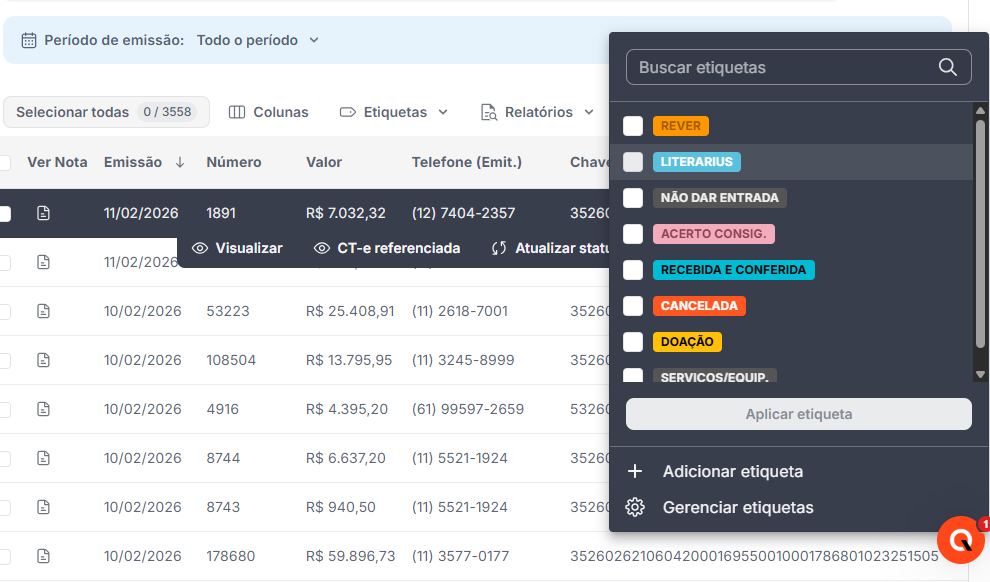 Período de emissão: Todo o período
Buscar etiquetas
Selecionar todas 0 / 3558 Colunas Etiquetas Relatórios
REVER
Ver Nota Emissão Número Valor Telefone (Emit.) Chave
LITERARIUS
NÃO DAR ENTRADA
11/02/2026 1891 R$ 7.032,32 (12) 7404-2357 35260
ACERTO CONSIG.
Visualizar CT-e referenciada Atualizar statu
11/02/2026
RECEBIDA E CONFERIDA
CANCELADA
10/02/2026 53223 R$ 25.408,91 (11) 2618-7001 35260
DOAÇÃO
10/02/2026 108504 R$ 13.795,95 (11) 3245-8999 35260
SERVICOS/EQUIP.
10/02/2026 4916 R$ 4.395,20 (61) 99597-2659 53260
Aplicar etiqueta
10/02/2026 8744 R$ 6.637,20 (11) 5521-1924 35260
Adicionar etiqueta
10/02/2026 8743 R$ 940,50 (11) 5521-1924 35260
Gerenciar etiquetas
1
10/02/2026 178680 R$ 59.896,73 (11) 3577-0177 35260262106042000169550010001786801023251505